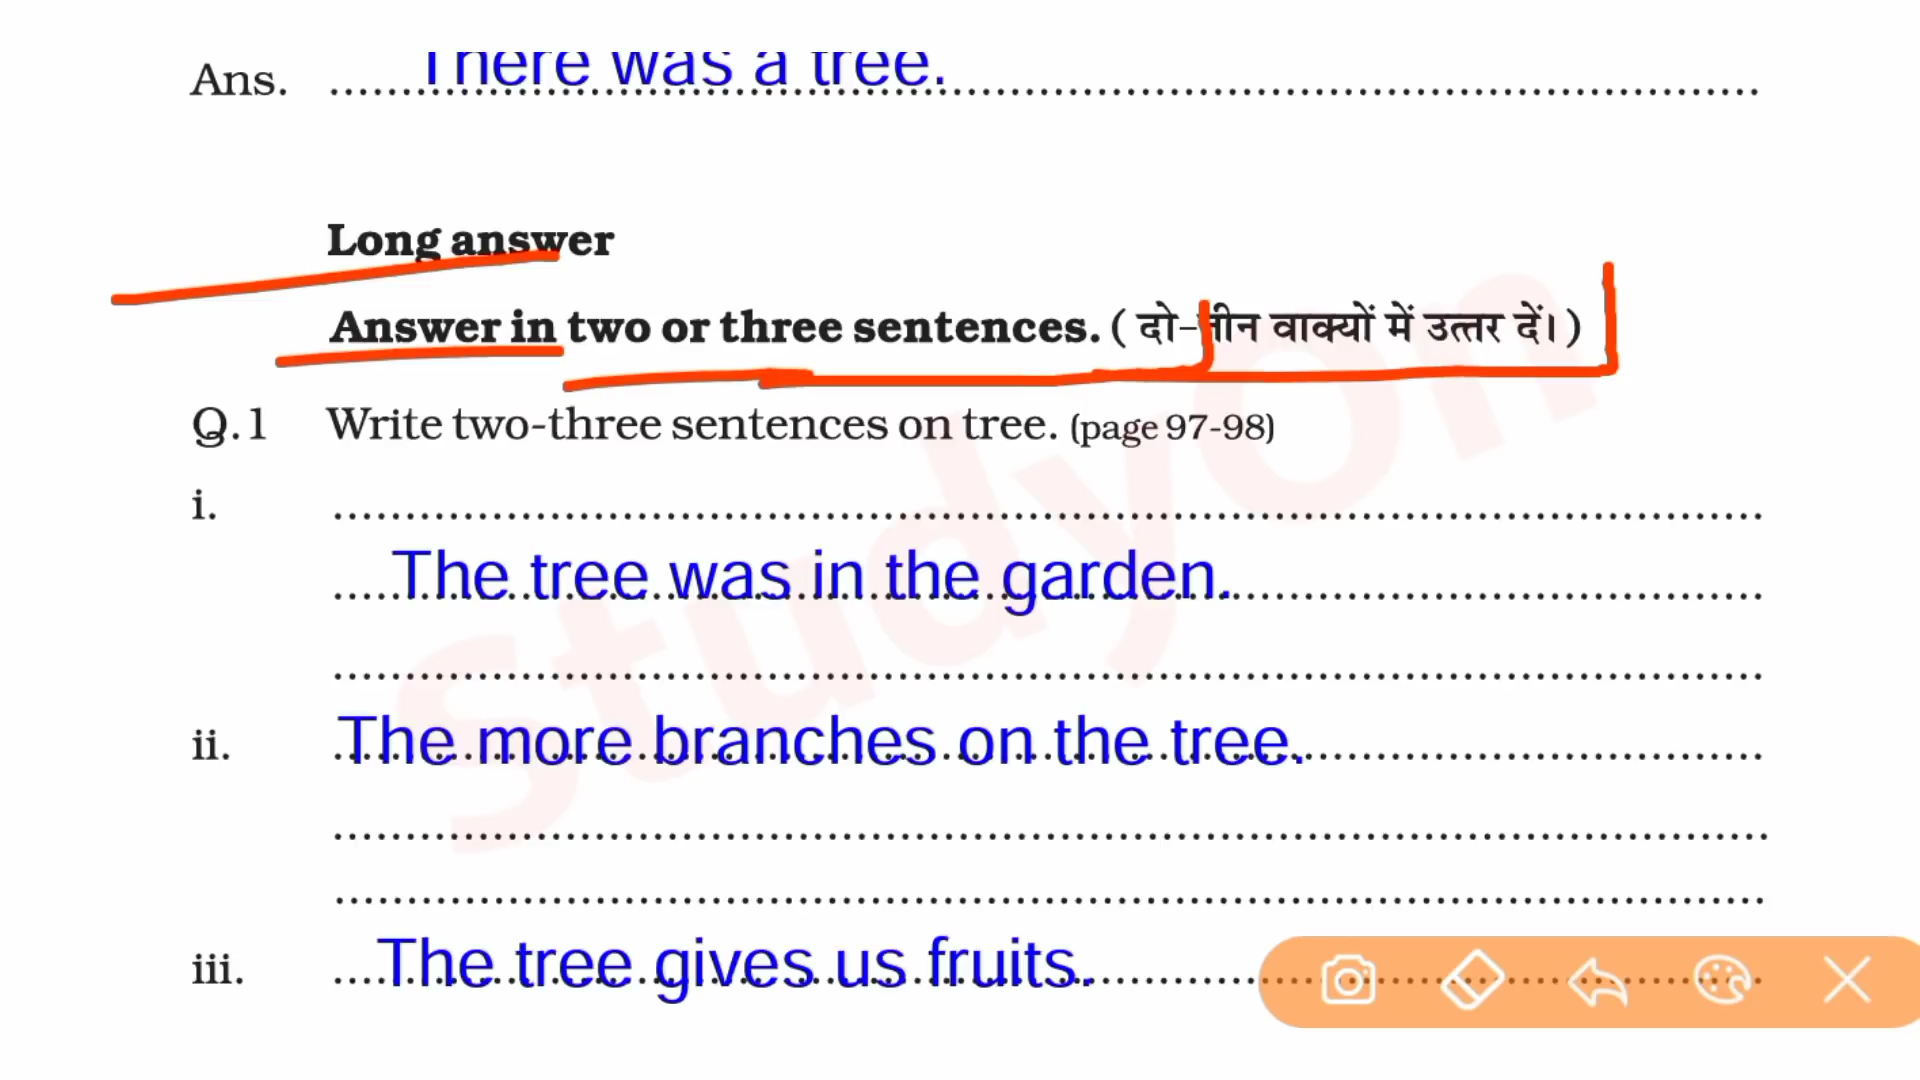 Ans. There was a tree.
Long answer
Answer in two or three sentences. ( दो-तीन वाक्यों में उत्तर दें। )
Q.1 Write two-three sentences on tree. (page 97-98)
i.
The tree was in the garden.
ii. The more branches on the tree.
iii. The tree gives us fruits.
studyon